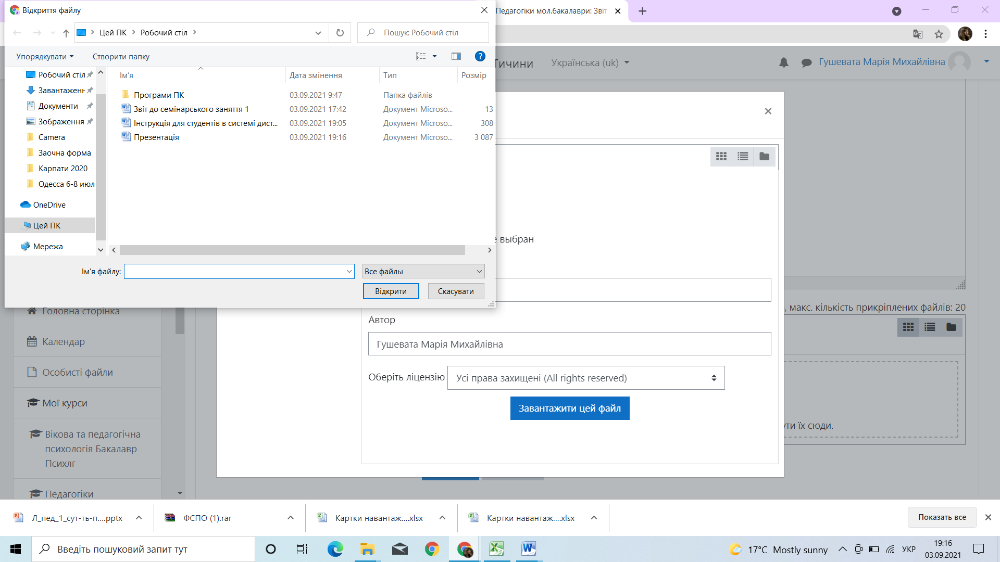 Відкриття файлу
Педагогіки мол.бакалаври: Звіт
Цей ПК
Робочий стіл
Пошук: Робочий стіл
Упорядкувати
Створити папку
Українська (uk)
Гушевата Марія Михайлівна
Робочий стіл
Завантажен
Документи
Зображення
Camera
Заочна форма
Карпати 2020
Одесса 6-8 июл.
OneDrive
Цей ПК
Мережа
Ім'я
Дата змінення
Тип
Розмір
Програми ПК
03.09.2021 9:47
Папка файлів
Звіт до семінарського заняття 1
03.09.2021 17:42
Документ Microso...
13
Інструкція для студентів в системі дист...
03.09.2021 19:05
Документ Microso...
308
Презентація
03.09.2021 19:16
Документ Microso...
3 087
выбран
Ім'я файлу:
Все файлы
Відкрити
Скасувати
, макс. кількість прикріплених файлів: 20
Автор
Гушевата Марія Михайлівна
Оберіть ліцензію
Усі права захищені (All rights reserved)
Завантажити цей файл
їх сюди.
Головна сторінка
Календар
Особисті файли
Мої курси
Вікова та педагогічна
психологія Бакалавр
Психлг
Педагогіки
Л_пед_1_сут-ть-п....pptx
ФСПО (1).rar
Картки навантаж....xlsx
Картки навантаж....xlsx
Показать все
Введіть пошуковий запит тут
17°C Mostly sunny
УКР
19:16
03.09.2021